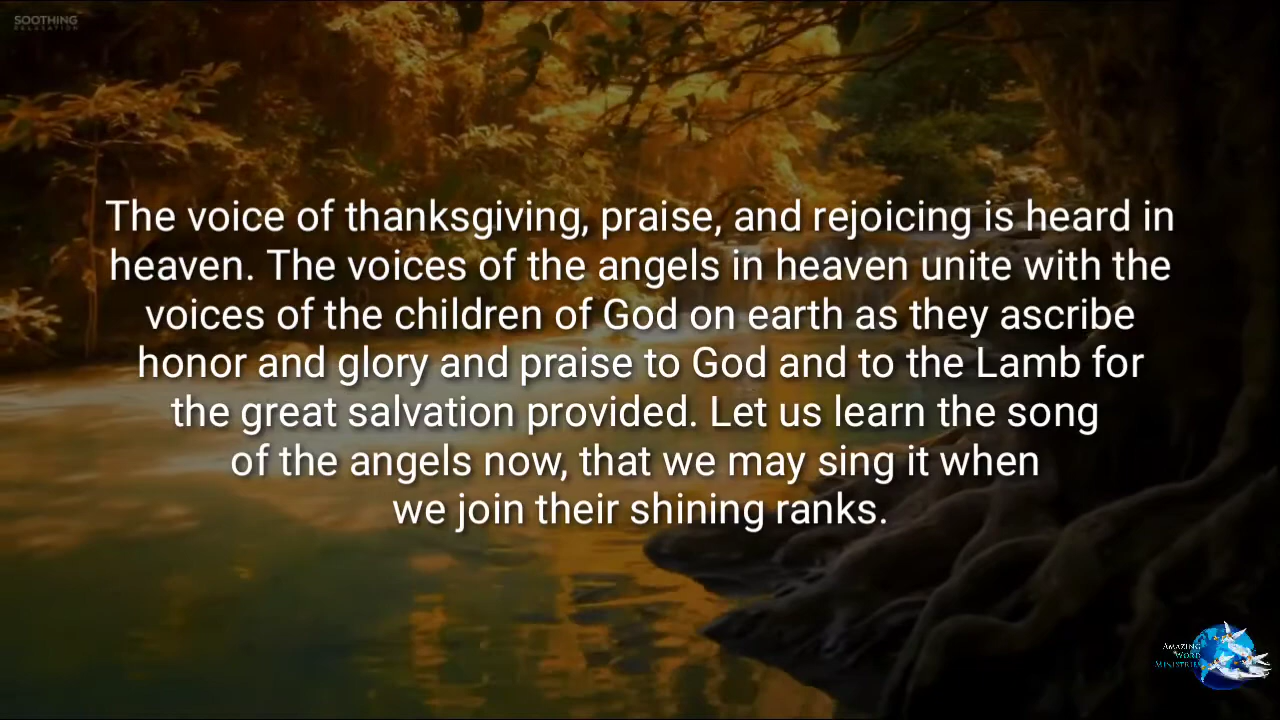 SOOTHING
RELAXATION
The voice of thanksgiving, praise, and rejoicing is heard in
heaven. The voices of the angels in heaven unite with the
voices of the children of God on earth as they ascribe
honor and glory and praise to God and to the Lamb for
the great salvation provided. Let us learn the song
of the angels now, that we may sing it when
we join their shining ranks.
AMAZING
WORD
MINISTRIES